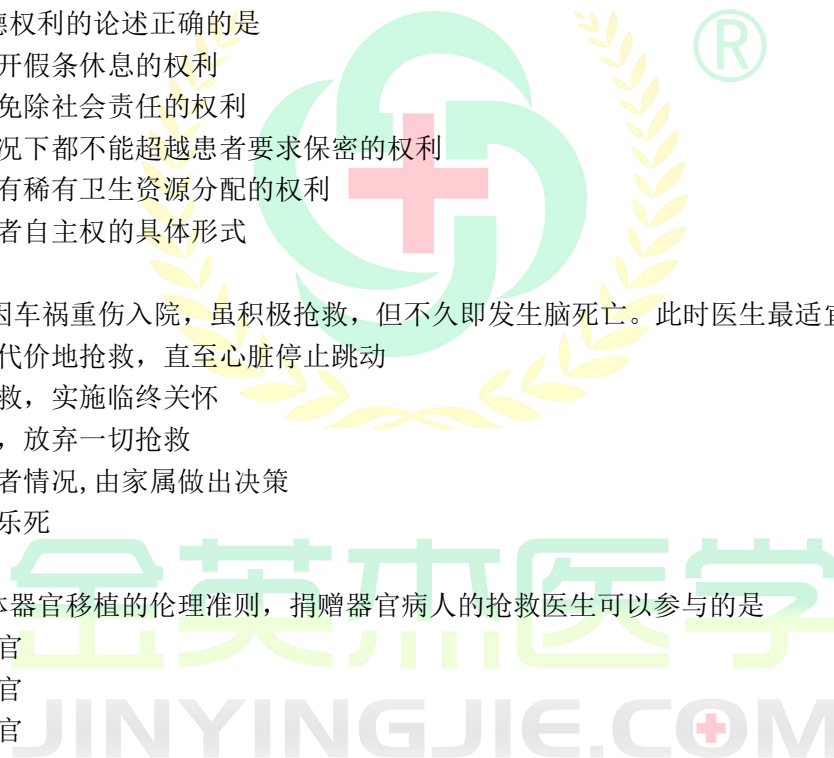 德权利的论述正确的是
开假条休息的权利
免除社会责任的权利
况下都不能超越患者要求保密的权利
有稀有卫生资源分配的权利
者自主权的具体形式
因车祸重伤入院，虽积极抢救，但不久即发生脑死亡。此时医生最适宜
代价地抢救，直至心脏停止跳动
救，实施临终关怀
，放弃一切抢救
者情况,由家属做出决策
乐死
体器官移植的伦理准则，捐赠器官病人的抢救医生可以参与的是
官
官
官
金英杰医学
JINYINGJIE.COM
®